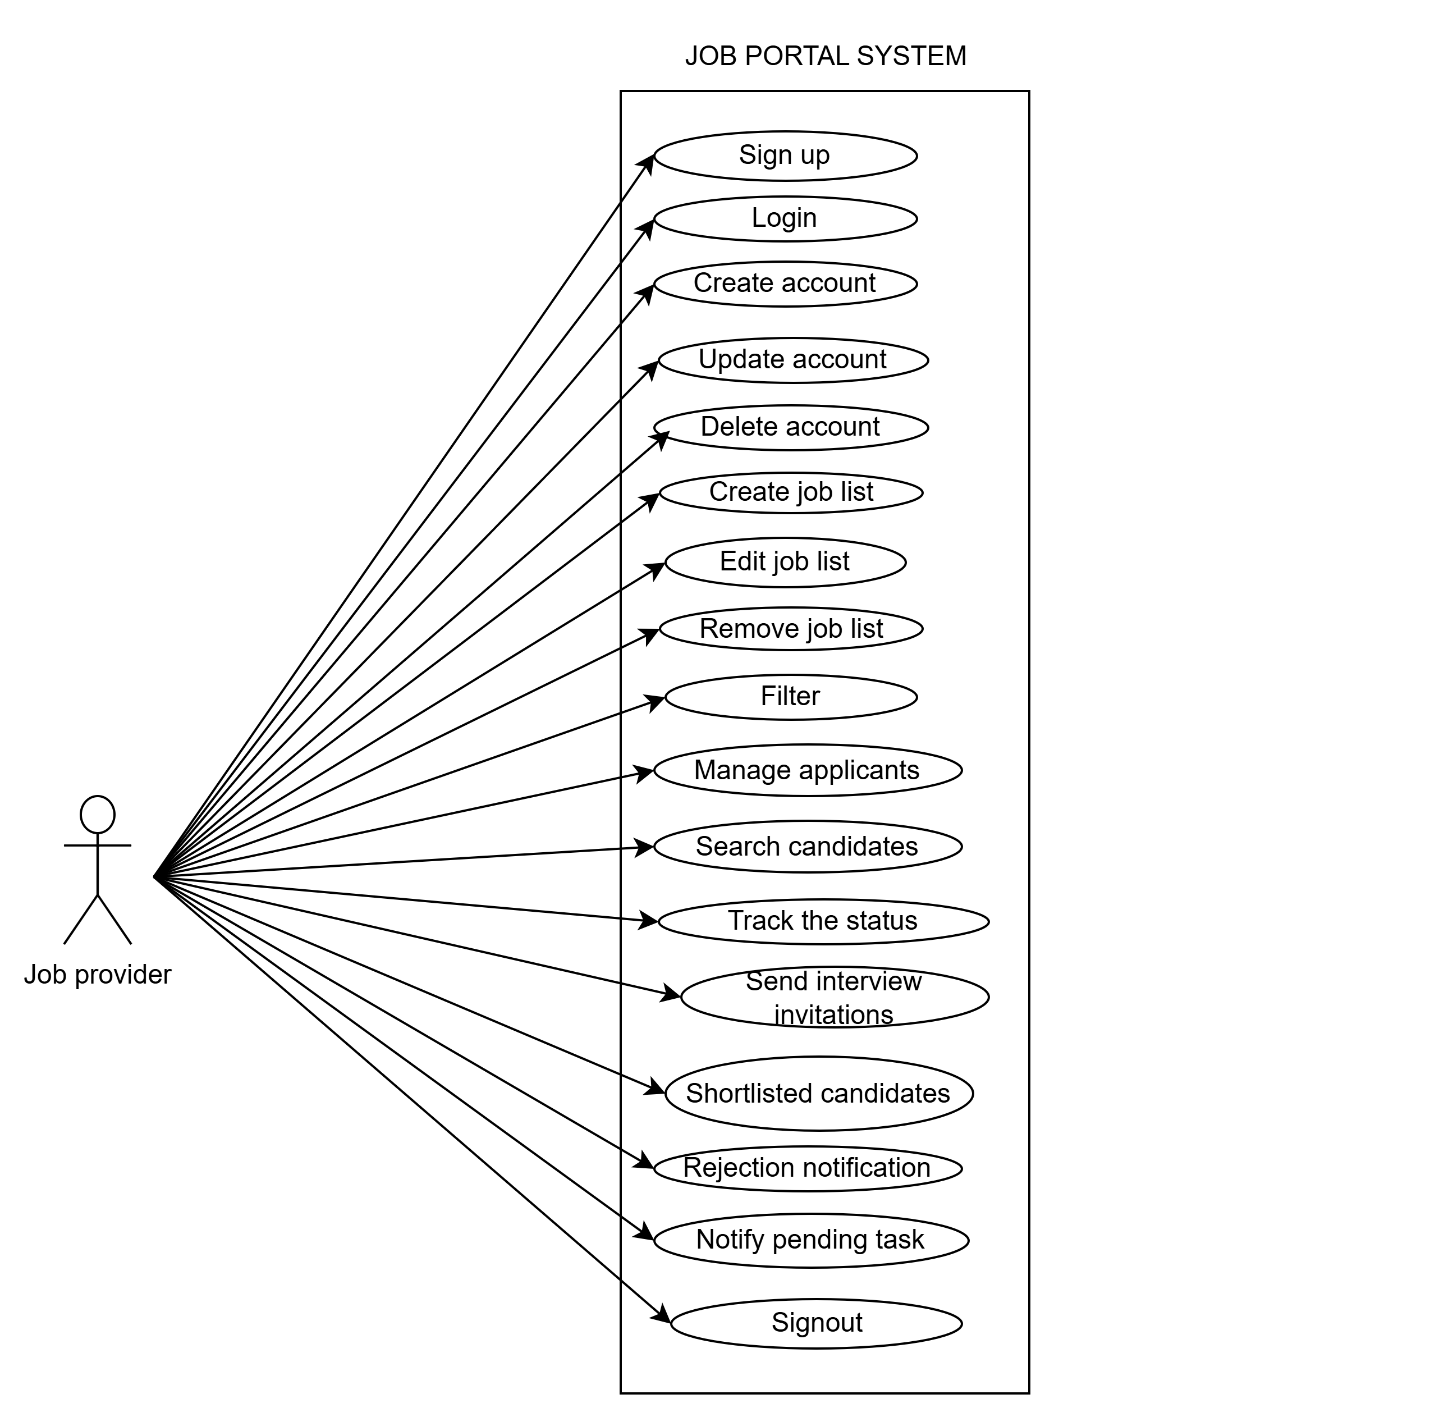 JOB PORTAL SYSTEM
Sign up
Login
Create account
Update account
Delete account
Create job list
Edit job list
Remove job list
Filter
Manage applicants
Search candidates
Track the status
Send interview
invitations
Shortlisted candidates
Rejection notification
Notify pending task
Signout
Job provider